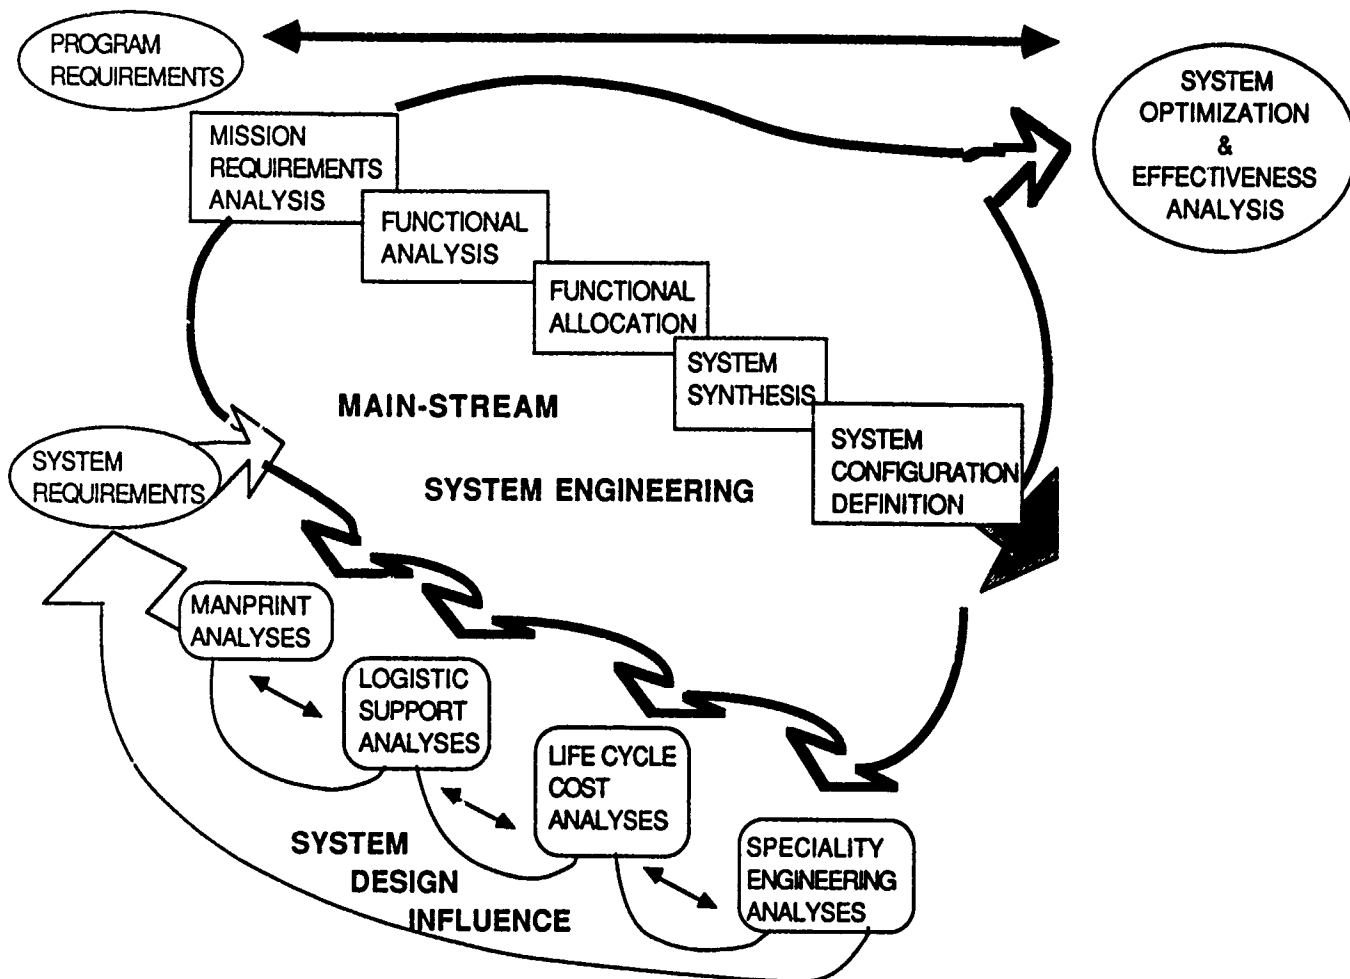 PROGRAM
REQUIREMENTS
SYSTEM
OPTIMIZATION
&
EFFECTIVENESS
ANALYSIS
MISSION
REQUIREMENTS
ANALYSIS
FUNCTIONAL
ANALYSIS
FUNCTIONAL
ALLOCATION
SYSTEM
SYNTHESIS
SYSTEM
CONFIGURATION
DEFINITION
MAIN-STREAM
SYSTEM ENGINEERING
SYSTEM
REQUIREMENTS
MANPRINT
ANALYSES
LOGISTIC
SUPPORT
ANALYSES
LIFE CYCLE
COST
ANALYSES
SPECIALITY
ENGINEERING
ANALYSES
SYSTEM
DESIGN
INFLUENCE